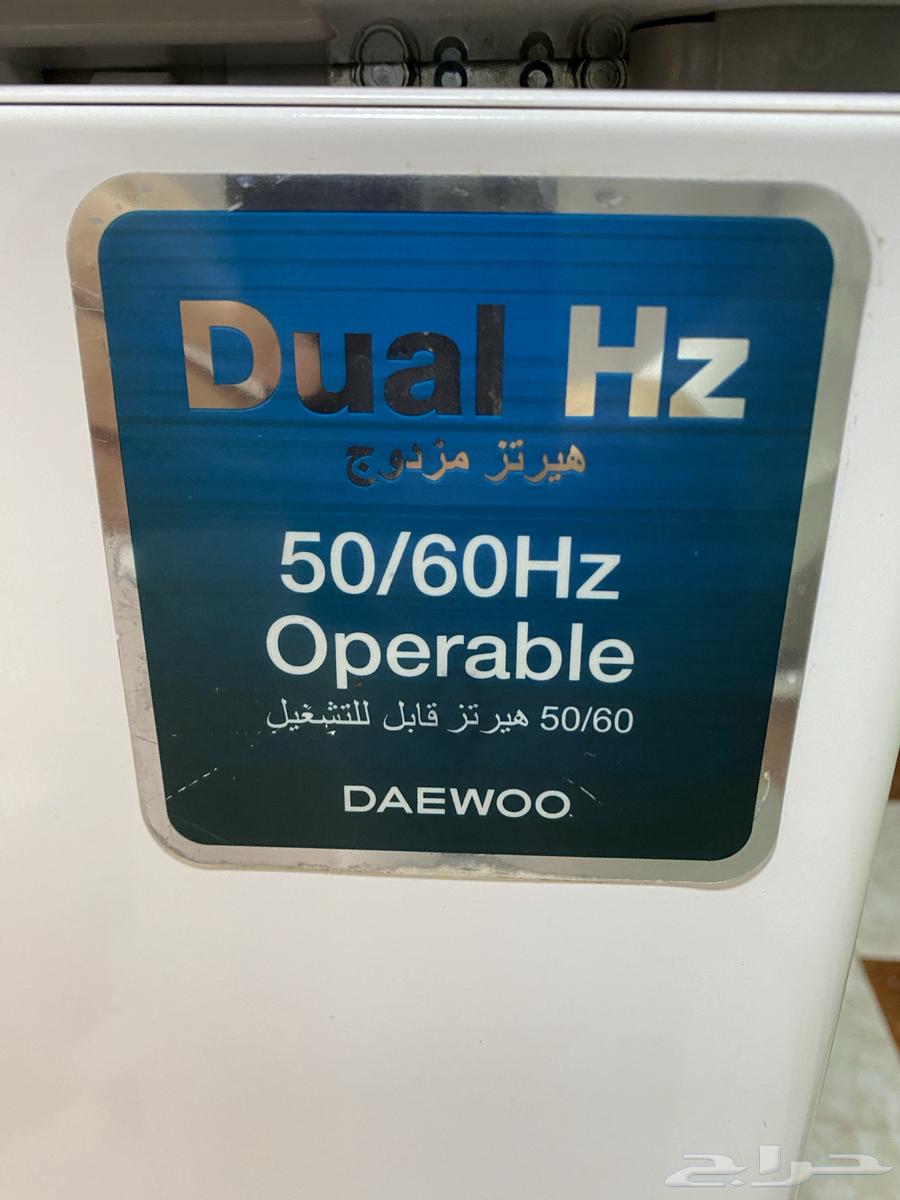 Dual Hz
هيرتز مزدوج
50/60Hz
Operable
50/60 هيرتز قابل للتشغيل
DAEWOO
حراج